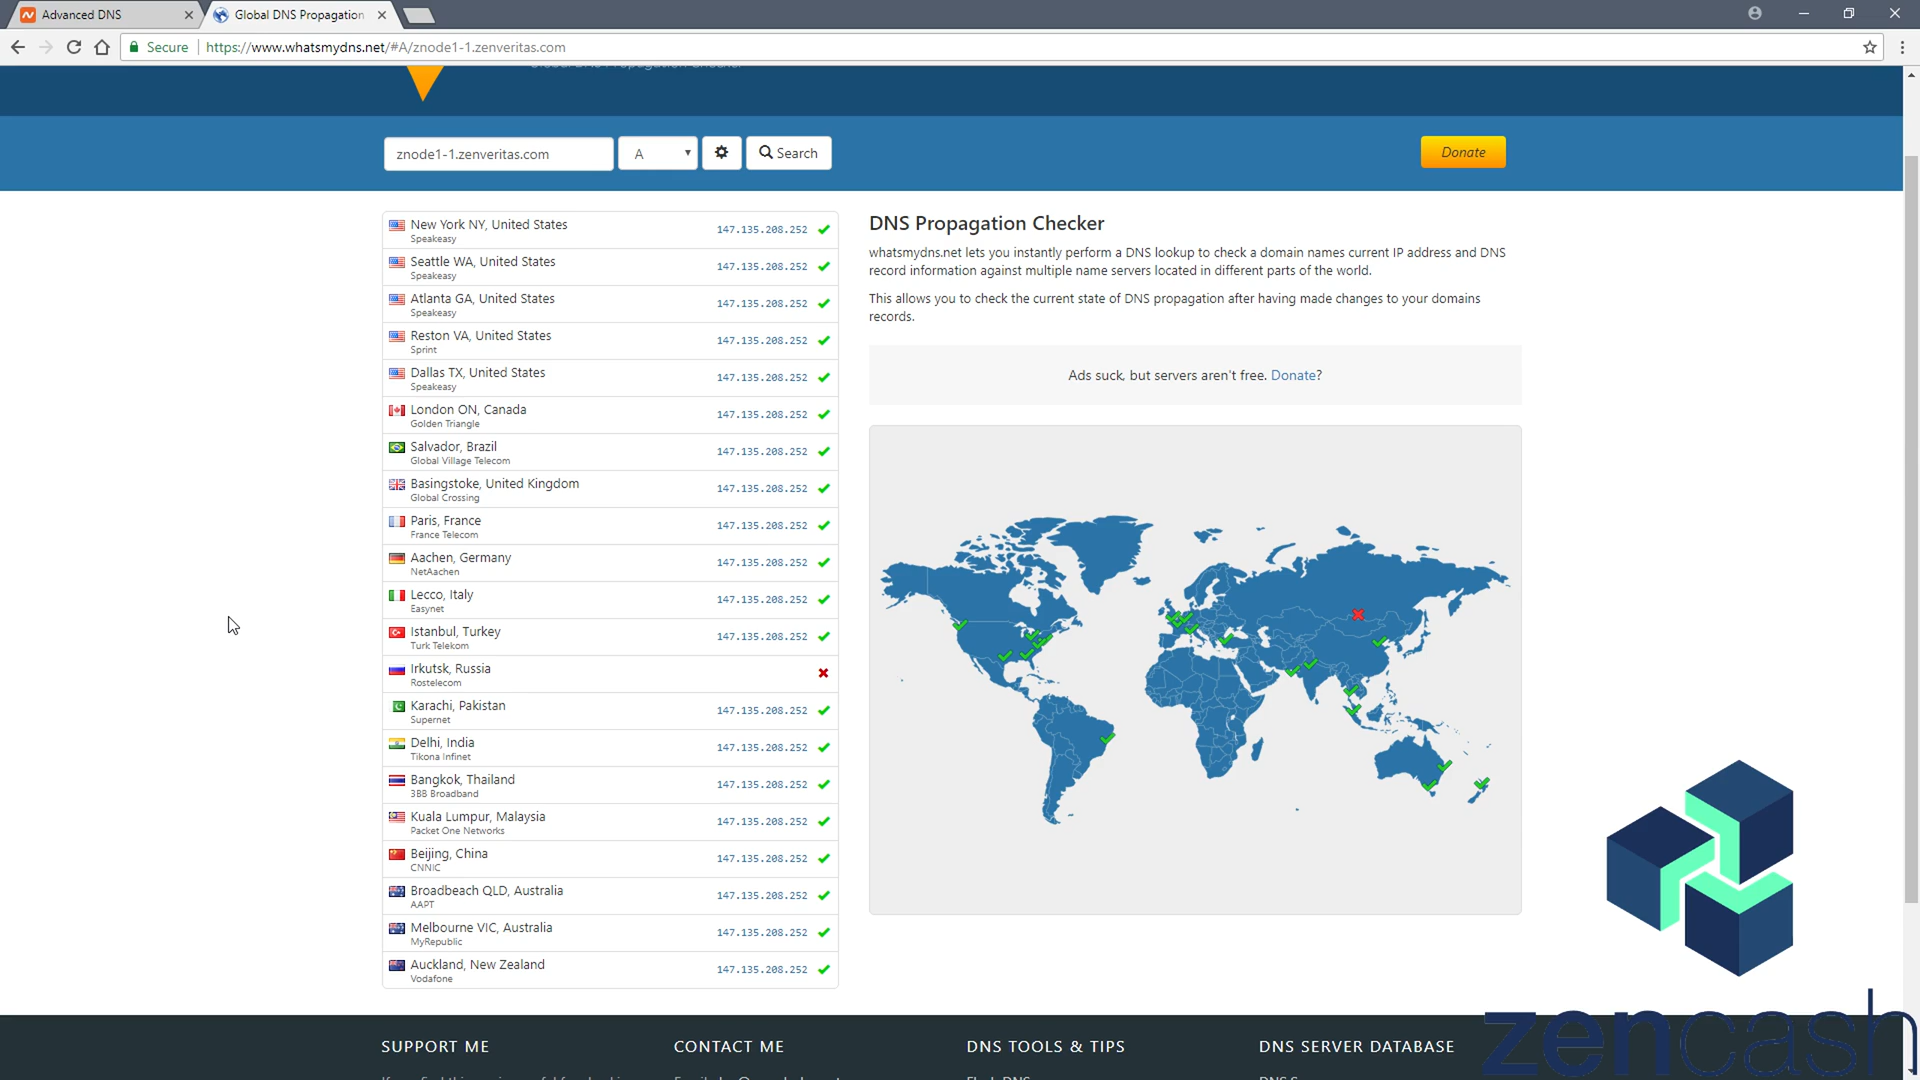 Advanced DNS
Global DNS Propagation
Secure
https://www.whatsmydns.net/#A/znode1-1.zenveritas.com
Global DNS Propagation Checker
znode1-1.zenveritas.com
A
Search
Donate
New York NY, United States
Speakeasy
147.135.208.252
Seattle WA, United States
Speakeasy
147.135.208.252
Atlanta GA, United States
Speakeasy
147.135.208.252
Reston VA, United States
Sprint
147.135.208.252
Dallas TX, United States
Speakeasy
147.135.208.252
London ON, Canada
Golden Triangle
147.135.208.252
Salvador, Brazil
Global Village Telecom
147.135.208.252
Basingstoke, United Kingdom
Global Crossing
147.135.208.252
Paris, France
France Telecom
147.135.208.252
Aachen, Germany
NetAachen
147.135.208.252
Lecco, Italy
Easynet
147.135.208.252
Istanbul, Turkey
Turk Telekom
147.135.208.252
Irkutsk, Russia
Rostelecom
Karachi, Pakistan
Supernet
147.135.208.252
Delhi, India
Tikona Infinet
147.135.208.252
Bangkok, Thailand
3BB Broadband
147.135.208.252
Kuala Lumpur, Malaysia
Packet One Networks
147.135.208.252
Beijing, China
CNNIC
147.135.208.252
Broadbeach QLD, Australia
AAPT
147.135.208.252
Melbourne VIC, Australia
MyRepublic
147.135.208.252
Auckland, New Zealand
Vodafone
147.135.208.252
DNS Propagation Checker
whatsmydns.net lets you instantly perform a DNS lookup to check a domain names current IP address and DNS
record information against multiple name servers located in different parts of the world.
This allows you to check the current state of DNS propagation after having made changes to your domains
records.
Ads suck, but servers aren't free. Donate?
SUPPORT ME
CONTACT ME
DNS TOOLS & TIPS
DNS SERVER DATABASE
zencash